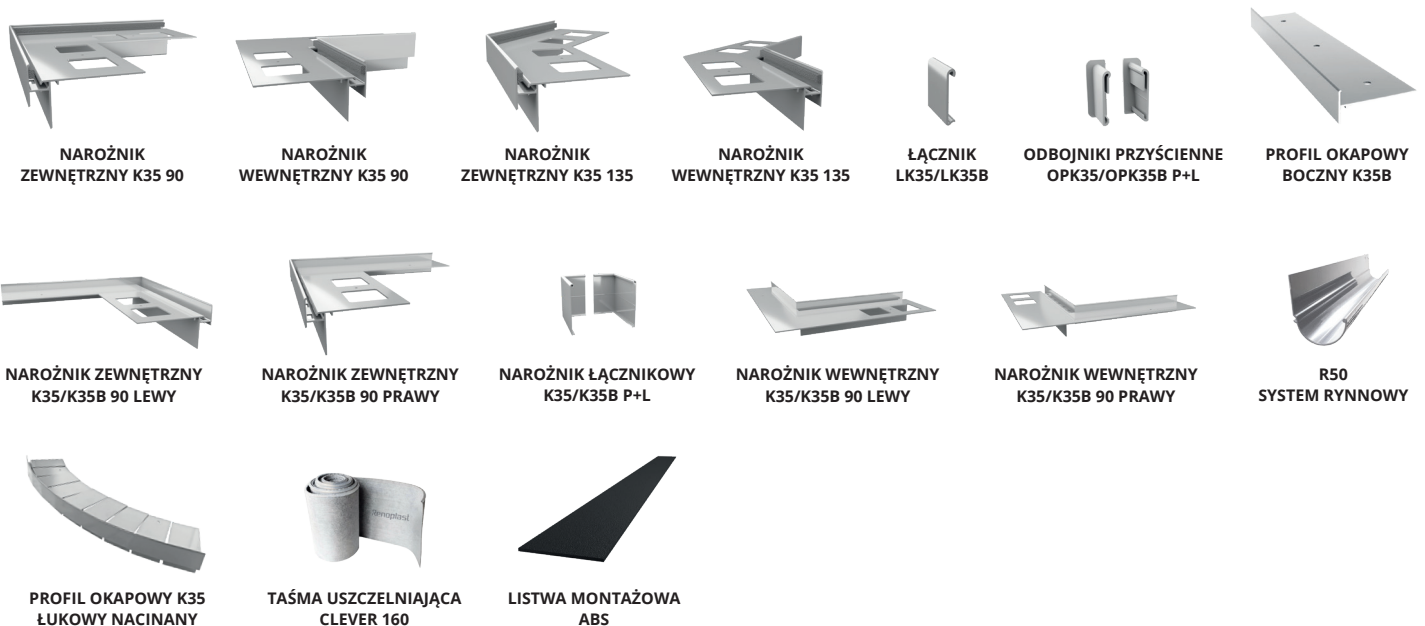 NAROŻNIK
ZEWNĘTRZNY K35 90
NAROŻNIK
WEWNĘTRZNY K35 90
NAROŻNIK
ZEWNĘTRZNY K35 135
NAROŻNIK
WEWNĘTRZNY K35 135
ŁĄCZNIK
LK35/LK35B
ODBOJNIKI PRZYŚCIENNE
OPK35/OPK35B P+L
PROFIL OKAPOWY
BOCZNY K35B
NAROŻNIK ZEWNĘTRZNY
K35/K35B 90 LEWY
NAROŻNIK ZEWNĘTRZNY
K35/K35B 90 PRAWY
NAROŻNIK ŁĄCZNIKOWY
K35/K35B P+L
NAROŻNIK WEWNĘTRZNY
K35/K35B 90 LEWY
NAROŻNIK WEWNĘTRZNY
K35/K35B 90 PRAWY
R50
SYSTEM RYNNOWY
Renoplast
PROFIL OKAPOWY K35
ŁUKOWY NACINANY
TAŚMA USZCZELNIAJĄCA
CLEVER 160
LISTWA MONTAŻOWA
ABS